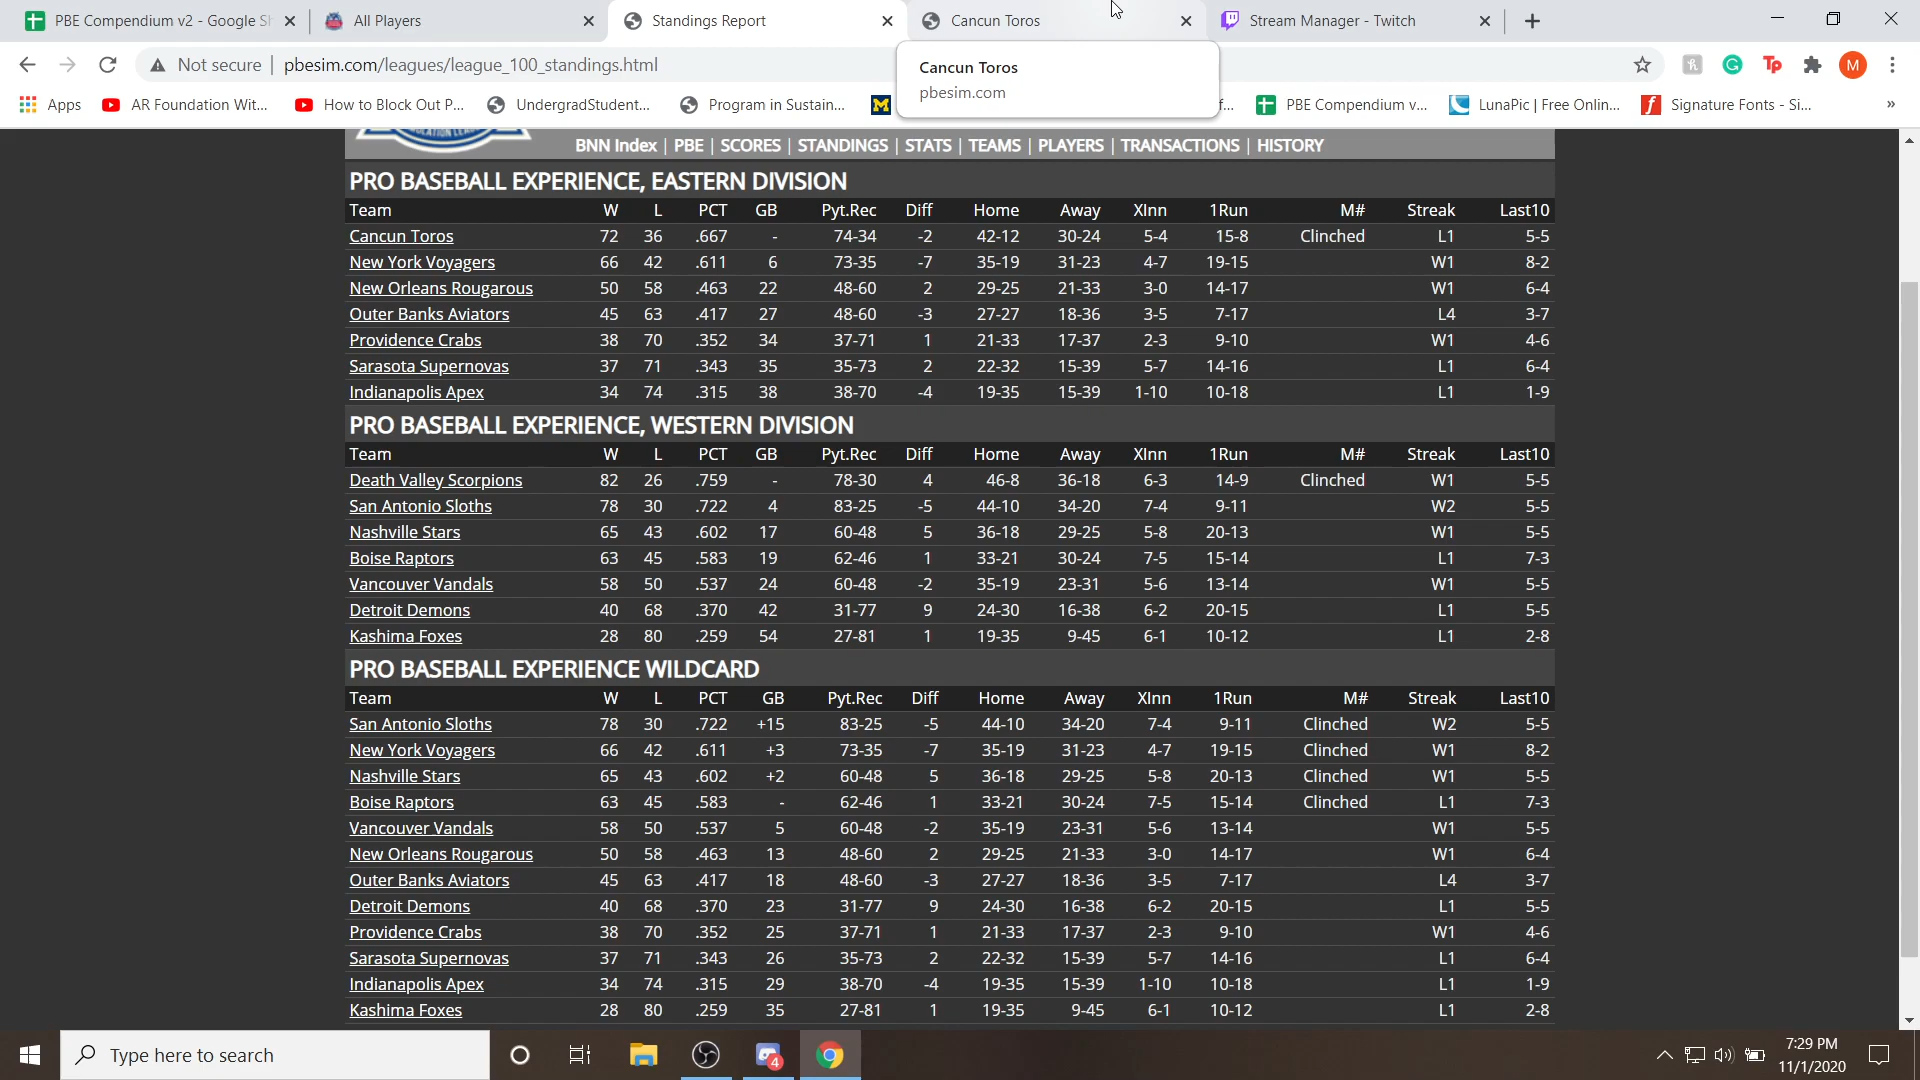 PBE Compendium v2 - Google Sh
All Players
Standings Report
Cancun Toros
Stream Manager - Twitch
Not secure | pbesim.com/leagues/league_100_standings.html
Cancun Toros
pbesim.com
Apps
AR Foundation Wit...
How to Block Out P...
UndergradStudent...
Program in Sustain...
PBE Compendium v...
LunaPic | Free Onlin...
Signature Fonts - Si...
BNN Index | PBE | SCORES | STANDINGS | STATS | TEAMS | PLAYERS | TRANSACTIONS | HISTORY
PRO BASEBALL EXPERIENCE, EASTERN DIVISION
Team W L PCT GB Pyt.Rec Diff Home Away XInn 1Run M# Streak Last10
Cancun Toros 72 36 .667 - 74-34 -2 42-12 30-24 5-4 15-8 Clinched L1 5-5
New York Voyagers 66 42 .611 6 73-35 -7 35-19 31-23 4-7 19-15 W1 8-2
New Orleans Rougarous 50 58 .463 22 48-60 2 29-25 21-33 3-0 14-17 W1 6-4
Outer Banks Aviators 45 63 .417 27 48-60 -3 27-27 18-36 3-5 7-17 L4 3-7
Providence Crabs 38 70 .352 34 37-71 1 21-33 17-37 2-3 9-10 W1 4-6
Sarasota Supernovas 37 71 .343 35 35-73 2 22-32 15-39 5-7 14-16 L1 6-4
Indianapolis Apex 34 74 .315 38 38-70 -4 19-35 15-39 1-10 10-18 L1 1-9
PRO BASEBALL EXPERIENCE, WESTERN DIVISION
Team W L PCT GB Pyt.Rec Diff Home Away XInn 1Run M# Streak Last10
Death Valley Scorpions 82 26 .759 - 78-30 4 46-8 36-18 6-3 14-9 Clinched W1 5-5
San Antonio Sloths 78 30 .722 4 83-25 -5 44-10 34-20 7-4 9-11 W2 5-5
Nashville Stars 65 43 .602 17 60-48 5 36-18 29-25 5-8 20-13 W1 5-5
Boise Raptors 63 45 .583 19 62-46 1 33-21 30-24 7-5 15-14 L1 7-3
Vancouver Vandals 58 50 .537 24 60-48 -2 35-19 23-31 5-6 13-14 W1 5-5
Detroit Demons 40 68 .370 42 31-77 9 24-30 16-38 6-2 20-15 L1 5-5
Kashima Foxes 28 80 .259 54 27-81 1 19-35 9-45 6-1 10-12 L1 2-8
PRO BASEBALL EXPERIENCE WILDCARD
Team W L PCT GB Pyt.Rec Diff Home Away XInn 1Run M# Streak Last10
San Antonio Sloths 78 30 .722 +15 83-25 -5 44-10 34-20 7-4 9-11 Clinched W2 5-5
New York Voyagers 66 42 .611 +3 73-35 -7 35-19 31-23 4-7 19-15 Clinched W1 8-2
Nashville Stars 65 43 .602 +2 60-48 5 36-18 29-25 5-8 20-13 Clinched W1 5-5
Boise Raptors 63 45 .583 - 62-46 1 33-21 30-24 7-5 15-14 Clinched L1 7-3
Vancouver Vandals 58 50 .537 5 60-48 -2 35-19 23-31 5-6 13-14 W1 5-5
New Orleans Rougarous 50 58 .463 13 48-60 2 29-25 21-33 3-0 14-17 W1 6-4
Outer Banks Aviators 45 63 .417 18 48-60 -3 27-27 18-36 3-5 7-17 L4 3-7
Detroit Demons 40 68 .370 23 31-77 9 24-30 16-38 6-2 20-15 L1 5-5
Providence Crabs 38 70 .352 25 37-71 1 21-33 17-37 2-3 9-10 W1 4-6
Sarasota Supernovas 37 71 .343 26 35-73 2 22-32 15-39 5-7 14-16 L1 6-4
Indianapolis Apex 34 74 .315 29 38-70 -4 19-35 15-39 1-10 10-18 L1 1-9
Kashima Foxes 28 80 .259 35 27-81 1 19-35 9-45 6-1 10-12 L1 2-8
Type here to search
4
7:29 PM
11/1/2020